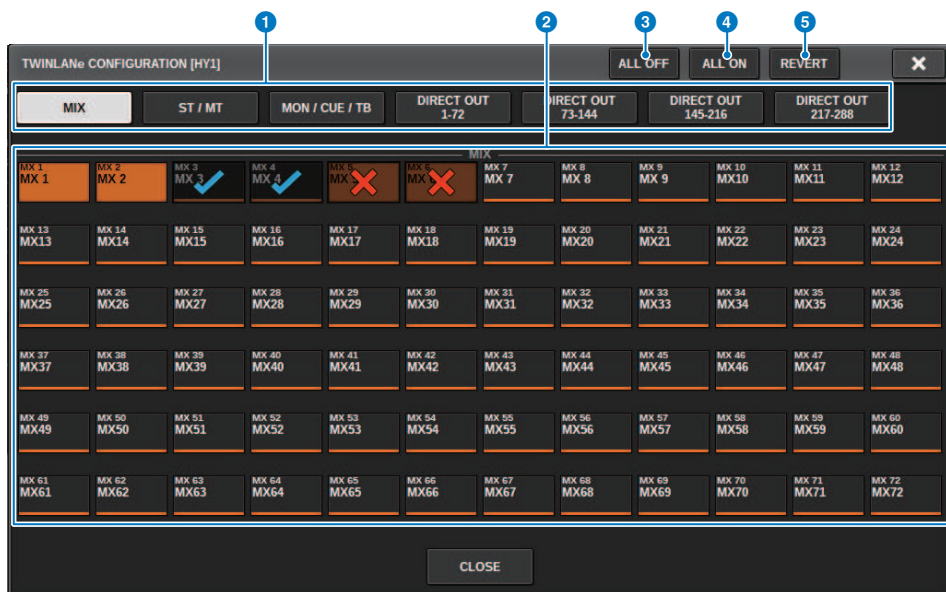 1 2 3 4 5
TWINLANe CONFIGURATION [HY1] ALL OFF ALL ON REVERT
MIX ST / MT MON / CUE / TB DIRECT OUT 1-72 DIRECT OUT 73-144 DIRECT OUT 145-216 DIRECT OUT 217-288
MIX
MX 1 MX 2 MX 3 MX 4 MX 5 MX 6 MX 7 MX 8 MX 9 MX 10 MX 11 MX 12
MX 1 MX 2 MX 3 MX 4 MX MX MX 7 MX 8 MX 9 MX10 MX11 MX12
MX 13 MX 14 MX 15 MX 16 MX 17 MX 18 MX 19 MX 20 MX 21 MX 22 MX 23 MX 24
MX13 MX14 MX15 MX16 MX17 MX18 MX19 MX20 MX21 MX22 MX23 MX24
MX 25 MX 26 MX 27 MX 28 MX 29 MX 30 MX 31 MX 32 MX 33 MX 34 MX 35 MX 36
MX25 MX26 MX27 MX28 MX29 MX30 MX31 MX32 MX33 MX34 MX35 MX36
MX 37 MX 38 MX 39 MX 40 MX 41 MX 42 MX 43 MX 44 MX 45 MX 46 MX 47 MX 48
MX37 MX38 MX39 MX40 MX41 MX42 MX43 MX44 MX45 MX46 MX47 MX48
MX 49 MX 50 MX 51 MX 52 MX 53 MX 54 MX 55 MX 56 MX 57 MX 58 MX 59 MX 60
MX49 MX50 MX51 MX52 MX53 MX54 MX55 MX56 MX57 MX58 MX59 MX60
MX 61 MX 62 MX 63 MX 64 MX 65 MX 66 MX 67 MX 68 MX 69 MX 70 MX 71 MX 72
MX61 MX62 MX63 MX64 MX65 MX66 MX67 MX68 MX69 MX70 MX71 MX72
CLOSE